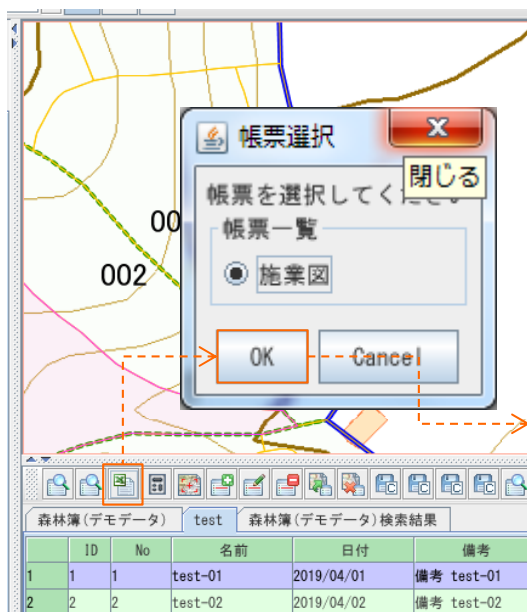 帳票選択
閉じる
帳票を選択してください
帳票一覧
施業図
OK Cancel
00
002
森林簿(デモデータ) test 森林簿(デモデータ)検索結果
ID No 名前 日付 備考
1 1 1 test-01 2019/04/01 備考 test-01
2 2 2 test-02 2019/04/02 備考 test-02